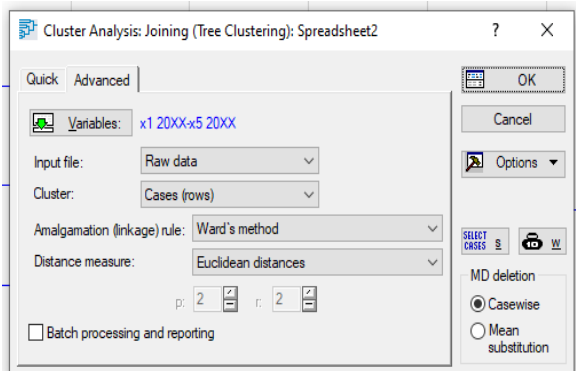 Cluster Analysis: Joining (Tree Clustering): Spreadsheet2 ? X
Quick Advanced
Variables: x1 20XX-x5 20XX
Input file: Raw data
Cluster: Cases (rows)
Amalgamation (linkage) rule: Ward's method
Distance measure: Euclidean distances
p: 2 r: 2
Batch processing and reporting
OK
Cancel
Options
SELECT
CASES S W
MD deletion
Casewise
Mean
substitution